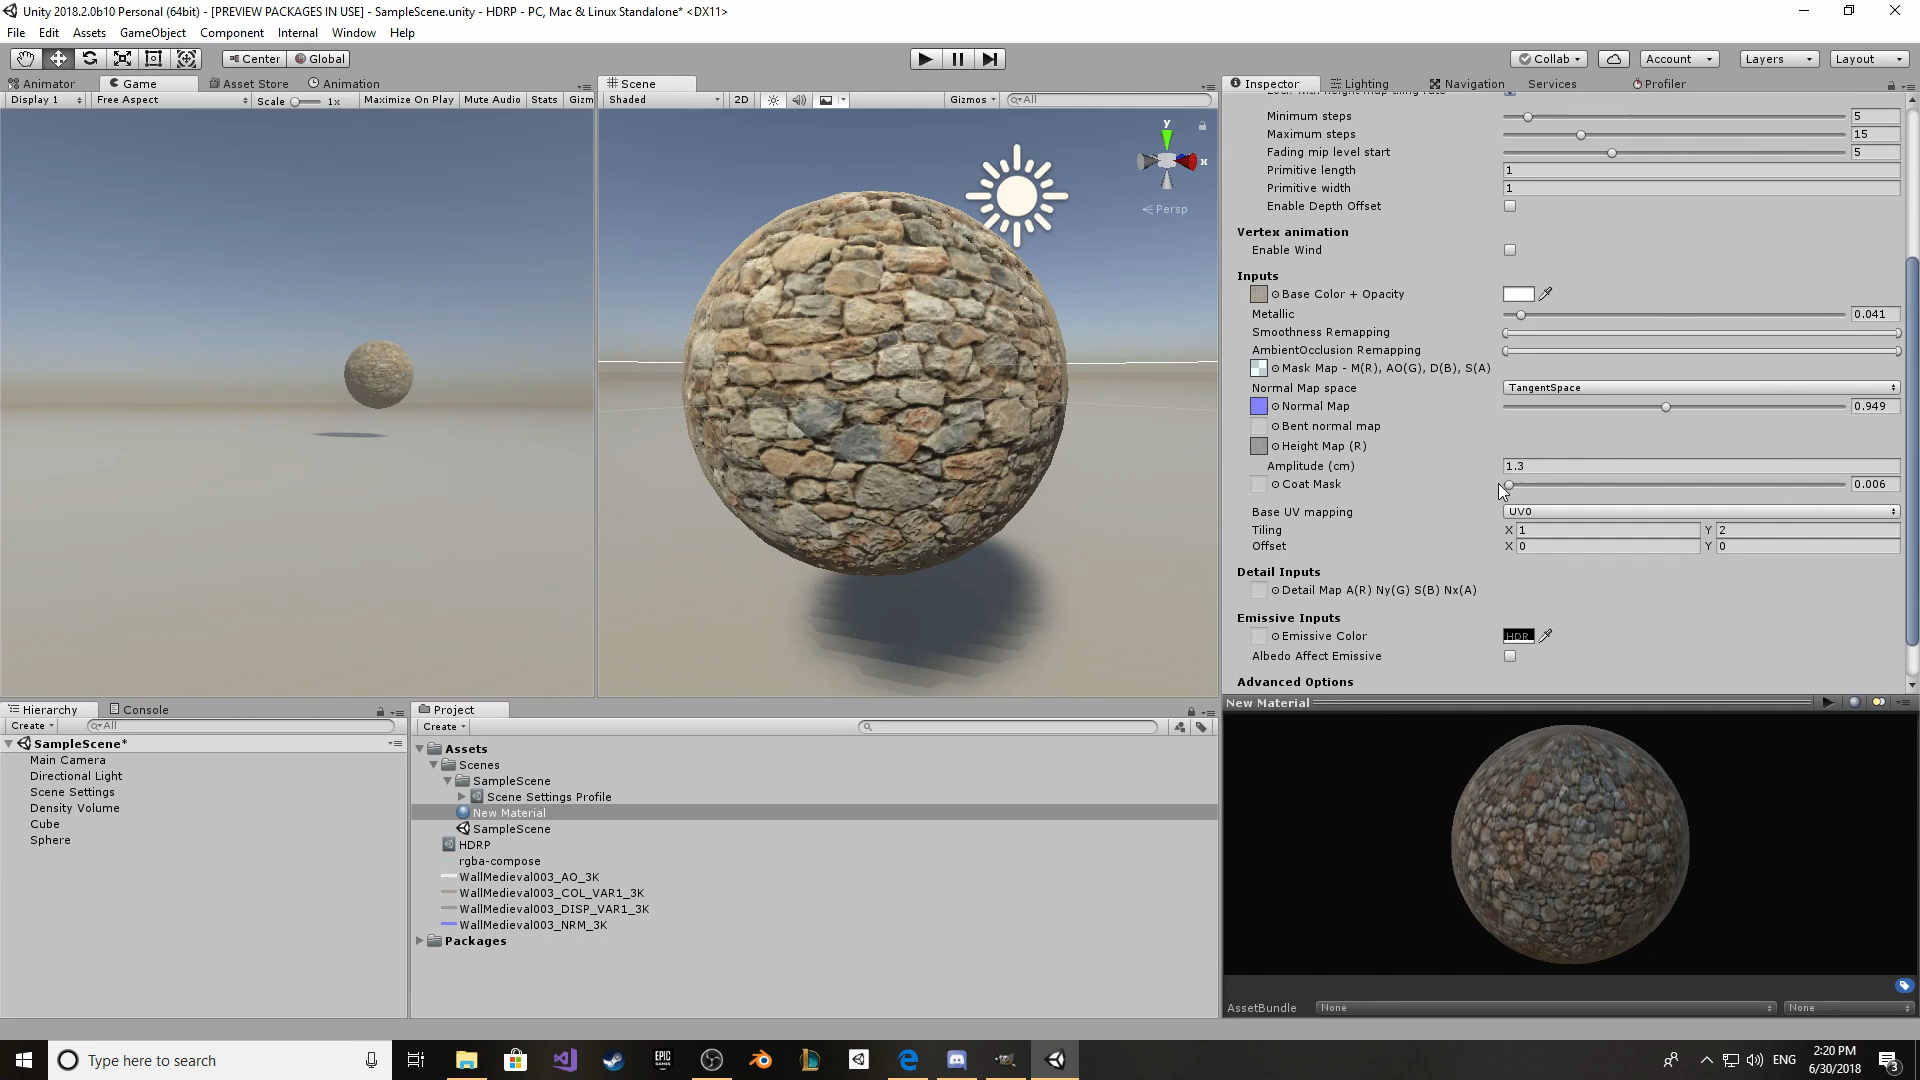 Unity 2018.2.0b10 Personal (64bit) - [PREVIEW PACKAGES IN USE] - SampleScene.unity - HDRP - PC, Mac & Linux Standalone* <DX11>
File Edit Assets GameObject Component Internal Window Help
Center Global Collab Account Layers Layout
Animator Game Asset Store Animation
Display 1 Free Aspect Scale 1x Maximize On Play Mute Audio Stats Gizm
Scene
Shaded 2D Gizmos All
y
x
Persp
Inspector Lighting Navigation Services Profiler
Lock with height map tiling rate
Minimum steps 5
Maximum steps 15
Fading mip level start 5
Primitive length 1
Primitive width 1
Enable Depth Offset
Vertex animation
Enable Wind
Inputs
Base Color + Opacity
Metallic 0.041
Smoothness Remapping
AmbientOcclusion Remapping
Mask Map - M(R), AO(G), D(B), S(A)
Normal Map space TangentSpace
Normal Map 0.949
Bent normal map
Height Map (R)
Amplitude (cm) 1.3
Coat Mask 0.006
Base UV mapping UV0
Tiling X 1 Y 2
Offset X 0 Y 0
Detail Inputs
Detail Map A(R) Ny(G) S(B) Nx(A)
Emissive Inputs
Emissive Color HDR
Albedo Affect Emissive
Advanced Options
New Material
AssetBundle None None
Hierarchy Console
Create All
SampleScene*
Main Camera
Directional Light
Scene Settings
Density Volume
Cube
Sphere
Project
Create
Assets
Scenes
SampleScene
Scene Settings Profile
New Material
SampleScene
HDRP
rgba-compose
WallMedieval003_AO_3K
WallMedieval003_COL_VAR1_3K
WallMedieval003_DISP_VAR1_3K
WallMedieval003_NRM_3K
Packages
Type here to search
EPIC GAMES
ENG
2:20 PM
6/30/2018
3